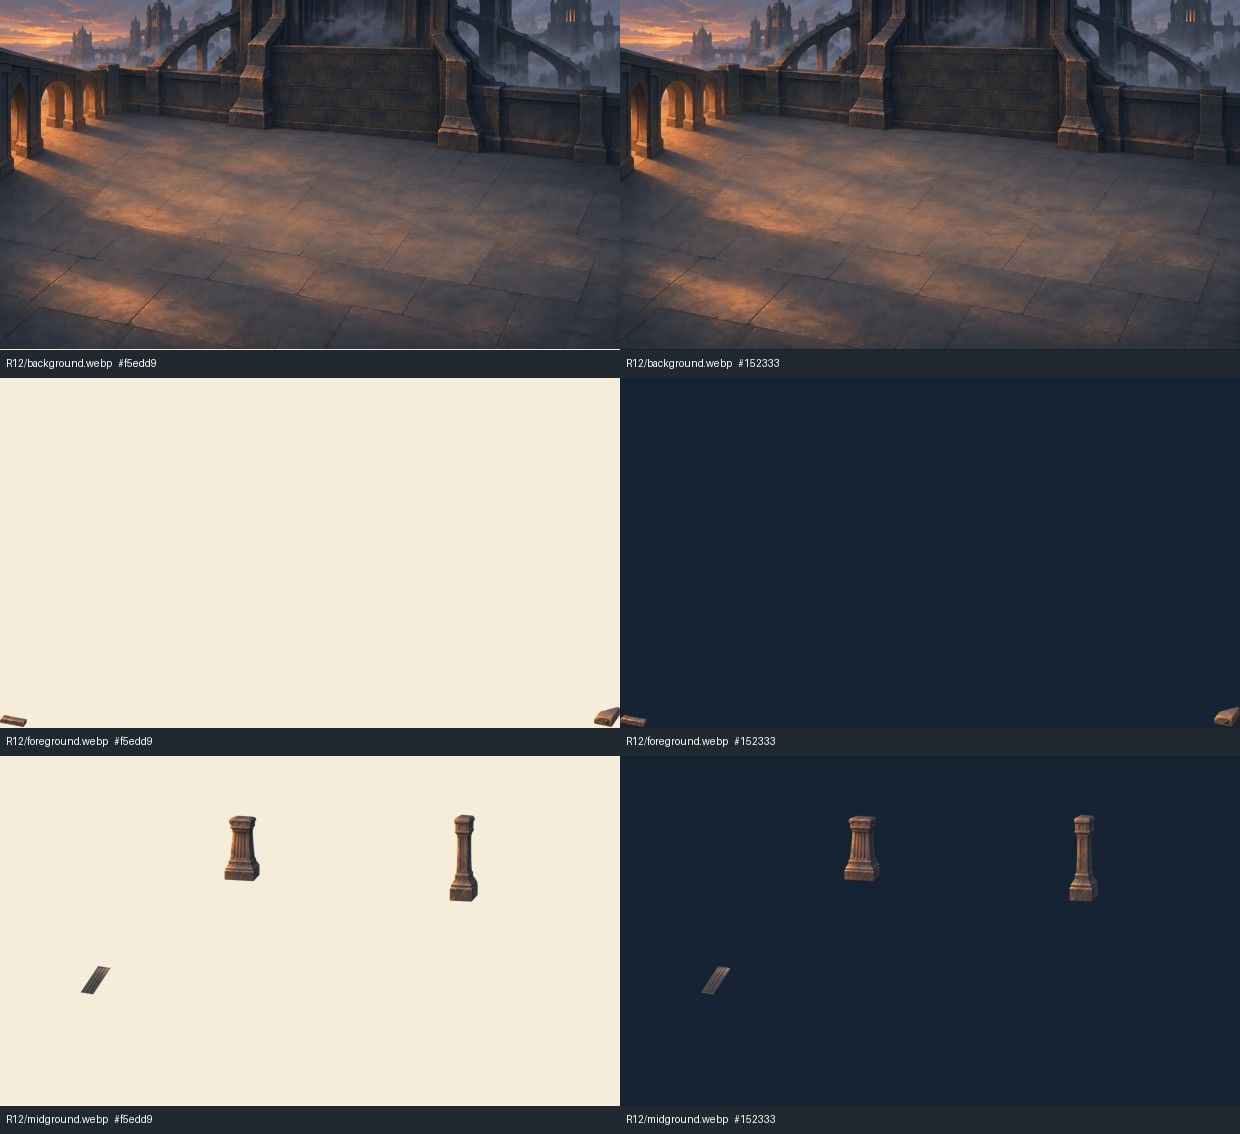 R12/background.webp #f5edd9
R12/background.webp #152333
R12/foreground.webp #f5edd9
R12/foreground.webp #152333
R12/midground.webp #f5edd9
R12/midground.webp #152333